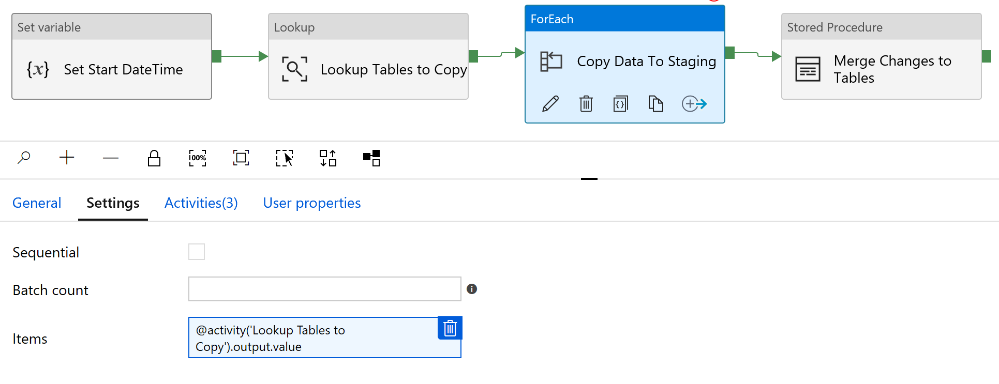 Set variable
{x} Set Start DateTime
Lookup
Lookup Tables to Copy
ForEach
Copy Data To Staging
{}
Stored Procedure
Merge Changes to
Tables
00%
General
Settings
Activities(3)
User properties
Sequential
Batch count
i
Items
@activity('Lookup Tables to
Copy').output.value